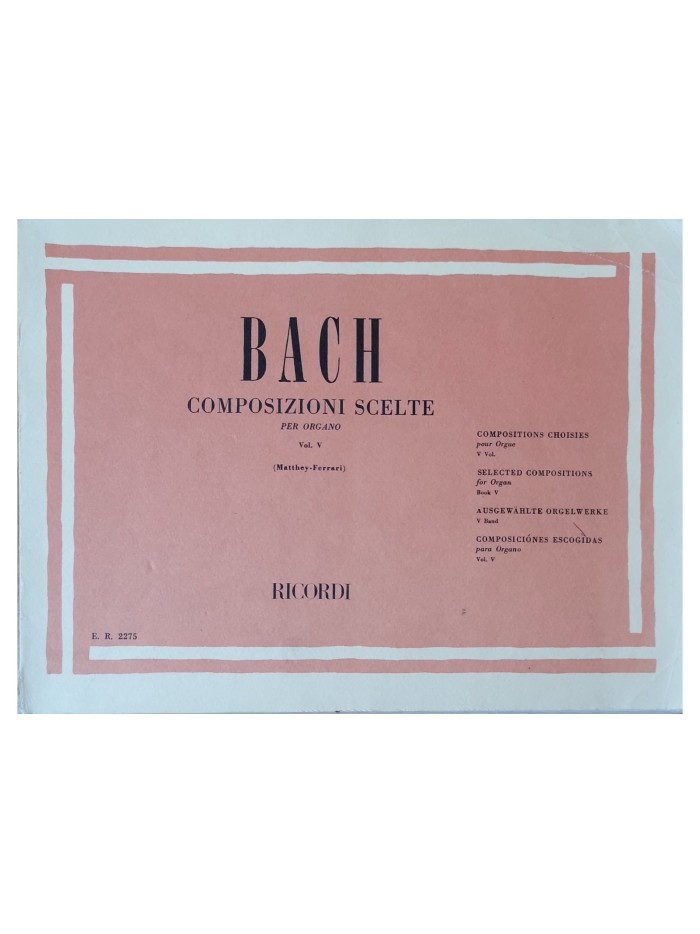 BACH
COMPOSIZIONI SCELTE
PER ORGANO
Vol. V
(Matthey-Ferrari)
COMPOSITIONS CHOISIES
pour Orgue
V Vol.
SELECTED COMPOSITIONS
for Organ
Book V
AUSGEWÄHLTE ORGELWERKE
V Band
COMPOSICIÓNES ESCOGIDAS
para Organo
Vol. V
RICORDI
E. R. 2275